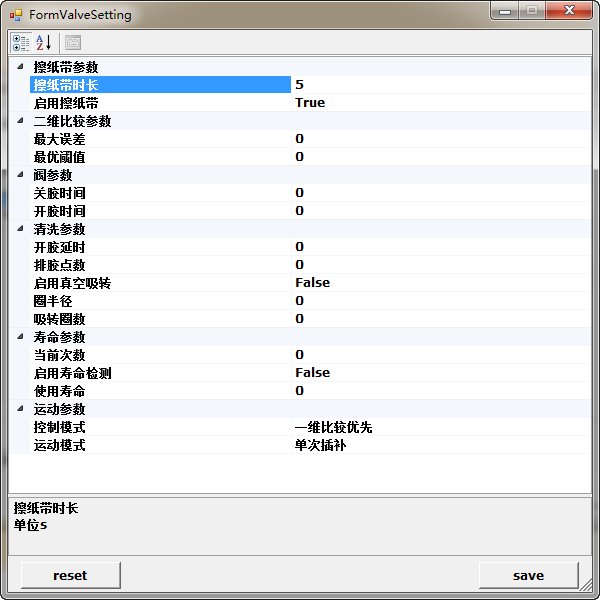 FormValveSetting
擦纸带参数
擦纸带时长 5
启用擦纸带 True
二维比较参数
最大误差 0
最优阈值 0
阀参数
关胶时间 0
开胶时间 0
清洗参数
开胶延时 0
排胶点数 0
启用真空吸转 False
圈半径 0
吸转圈数 0
寿命参数
当前次数 0
启用寿命检测 False
使用寿命 0
运动参数
控制模式 一维比较优先
运动模式 单次插补
擦纸带时长
单位s
reset save